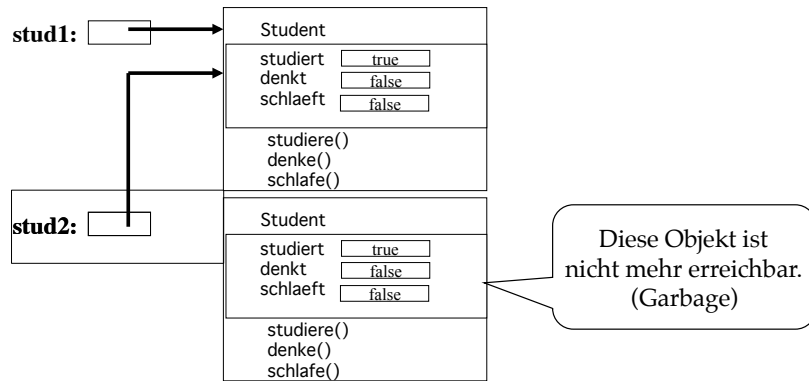 stud1:
Student
studiert true
denkt false
schlaeft false
studiere()
denke()
schlafe()
stud2:
Student
studiert true
denkt false
schlaeft false
studiere()
denke()
schlafe()
Diese Objekt ist
nicht mehr erreichbar.
(Garbage)